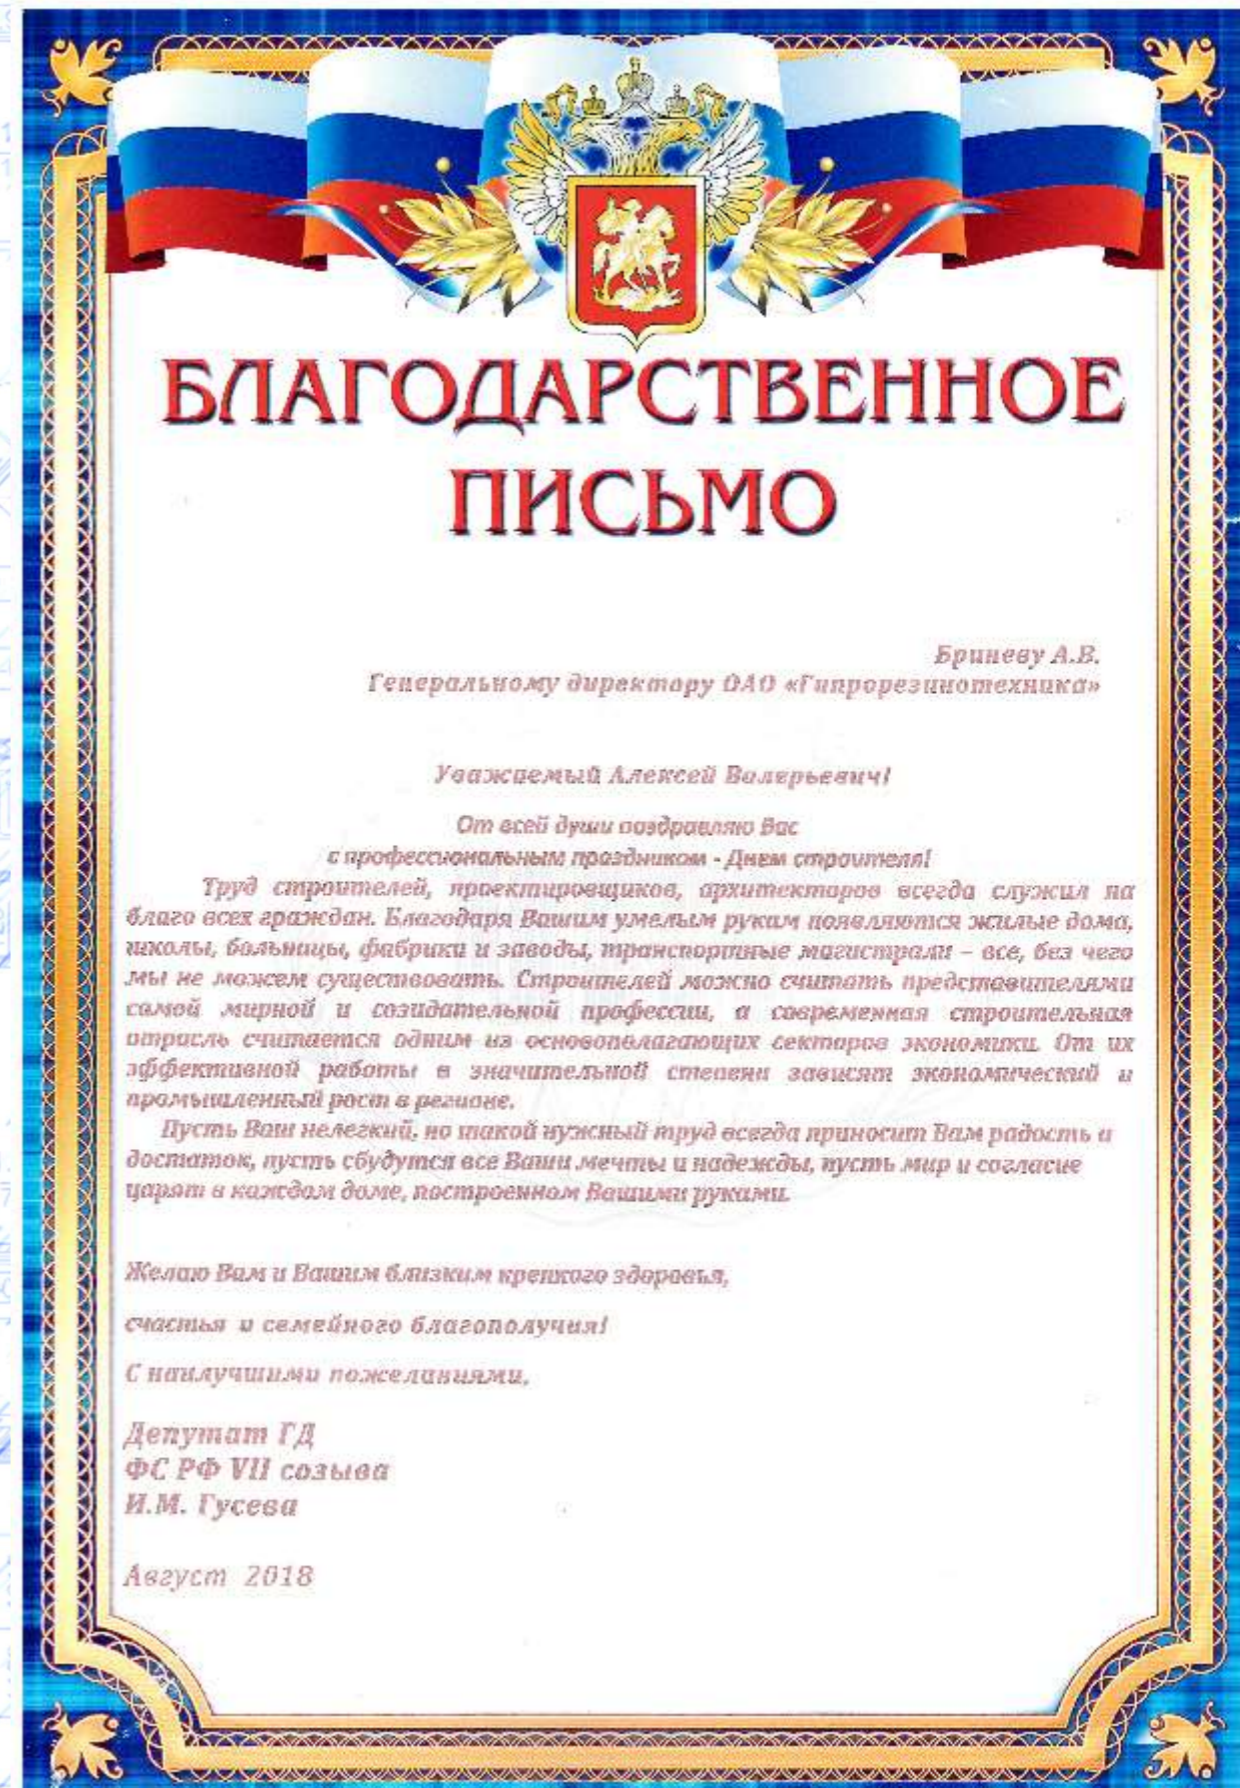 БЛАГОДАРСТВЕННОЕ
ПИСЬМО
Бриневу А.В.
Генеральному директору ОАО «Гипрорезинотехника»
Уважаемый Алексей Валерьевич!
От всей души поздравляю Вас
с профессиональным праздником - Днем строителя!
Труд строителей, проектировщиков, архитекторов всегда служил на
благо всех граждан. Благодаря Вашим умелым рукам появляются жилые дома,
школы, больницы, фабрики и заводы, транспортные магистрали – все, без чего
мы не можем существовать. Строителей можно считать представителями
самой мирной и созидательной профессии, а современная строительная
отрасль считается одним из основополагающих секторов экономики. От их
эффективной работы в значительной степени зависят экономический и
промышленный рост в регионе.
Пусть Ваш нелегкий, но такой нужный труд всегда приносит Вам радость и
достаток, пусть сбудутся все Ваши мечты и надежды, пусть мир и согласие
царят в каждом доме, построенном Вашими руками.
Желаю Вам и Вашим близким крепкого здоровья,
счастья и семейного благополучия!
С наилучшими пожеланиями,
Депутат ГД
ФС РФ VII созыва
И.М. Гусева
Август 2018